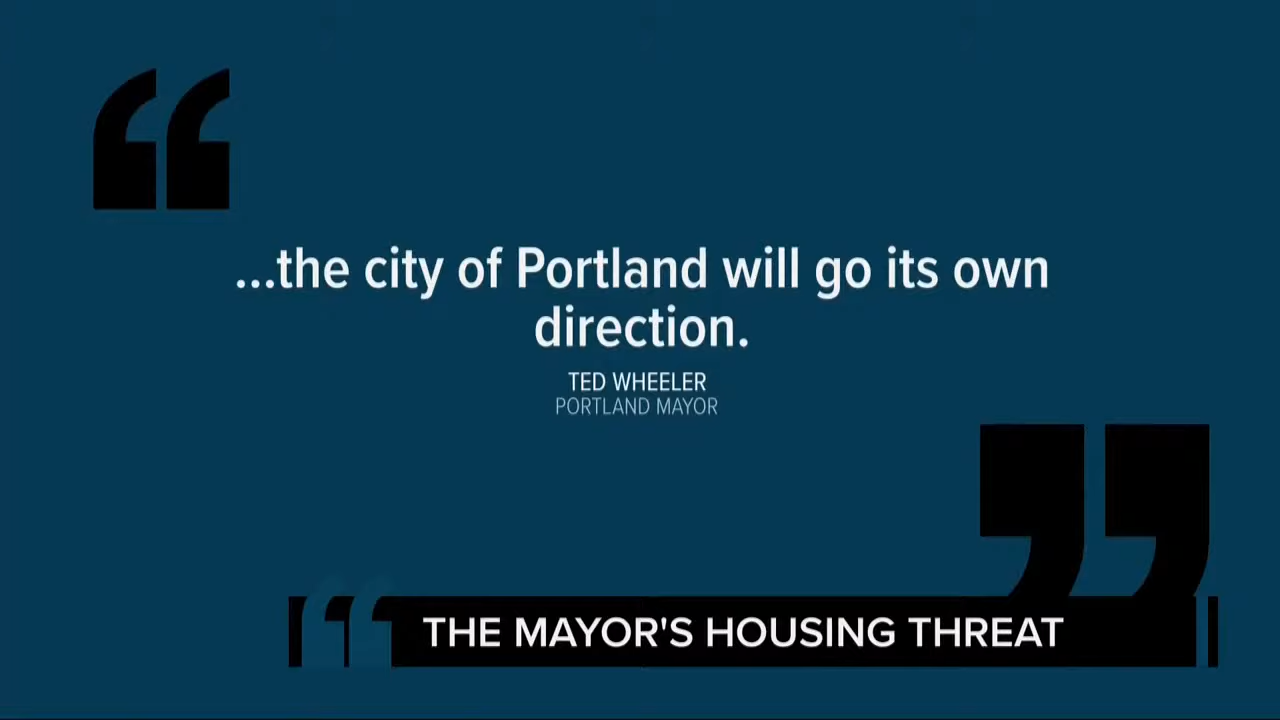 ...the city of Portland will go its own
direction.
TED WHEELER
PORTLAND MAYOR
THE MAYOR'S HOUSING THREAT